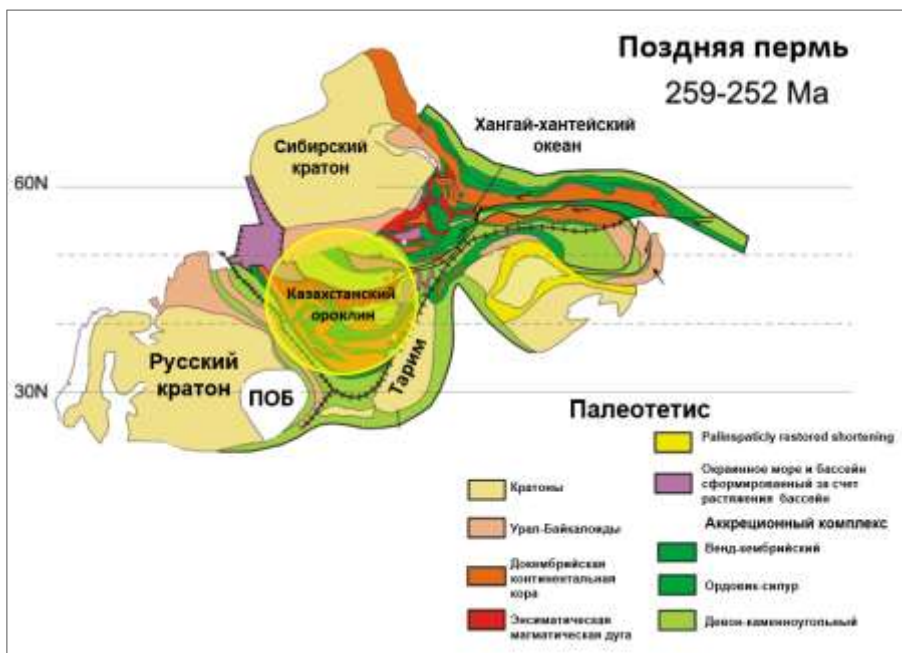 Поздняя пермь
259-252 Ma
Хангай-хантейский
океан
Сибирский
кратон
60N
Казахстанский
ороклин
Русский
кратон
ПОБ
Тарим
30N
Палеотетис
Palinspaticly restored shortening
Окраинное море и бассейн
сформированный за счет
растяжения бассейн
Кратоны
Урал-Байкалоиды
Аккреционный комплекс
Докембрийская
континентальная
кора
Венд-кембрийский
Ордовик-силур
Энсиматическая
магматическая дуга
Девон-каменноугольный